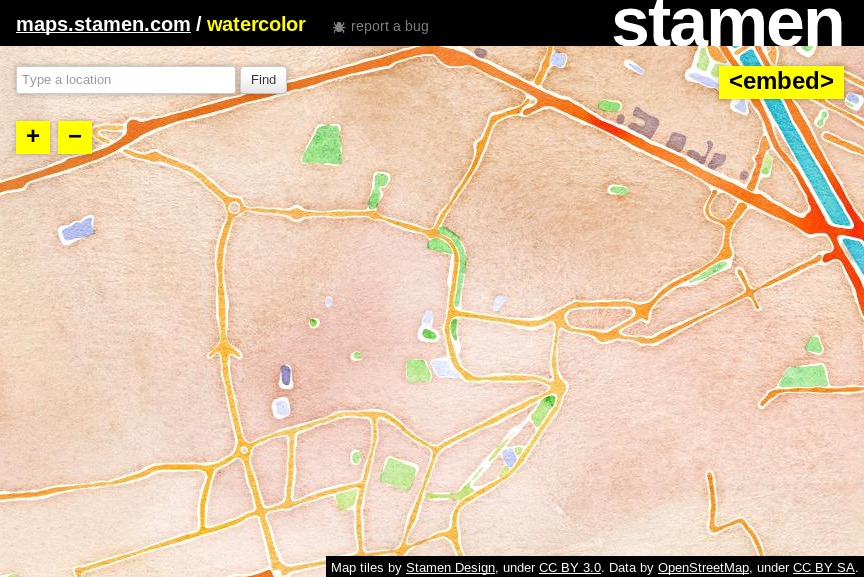 maps.stamen.com / watercolor
report a bug
stamen
Type a location
Find
<embed>
+
−
Map tiles by Stamen Design, under CC BY 3.0. Data by OpenStreetMap, under CC BY SA.